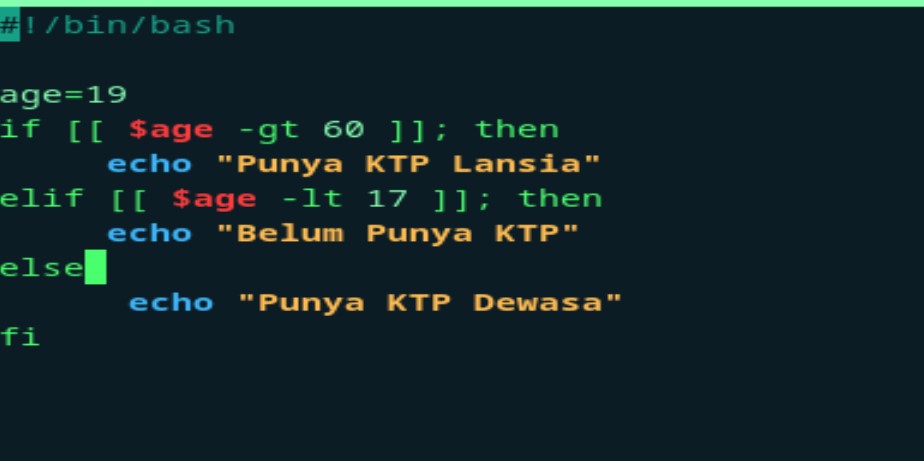 #!/bin/bash

age=19
if [[ $age -gt 60 ]]; then
     echo "Punya KTP Lansia"
elif [[ $age -lt 17 ]]; then
     echo "Belum Punya KTP"
else
      echo "Punya KTP Dewasa"
fi